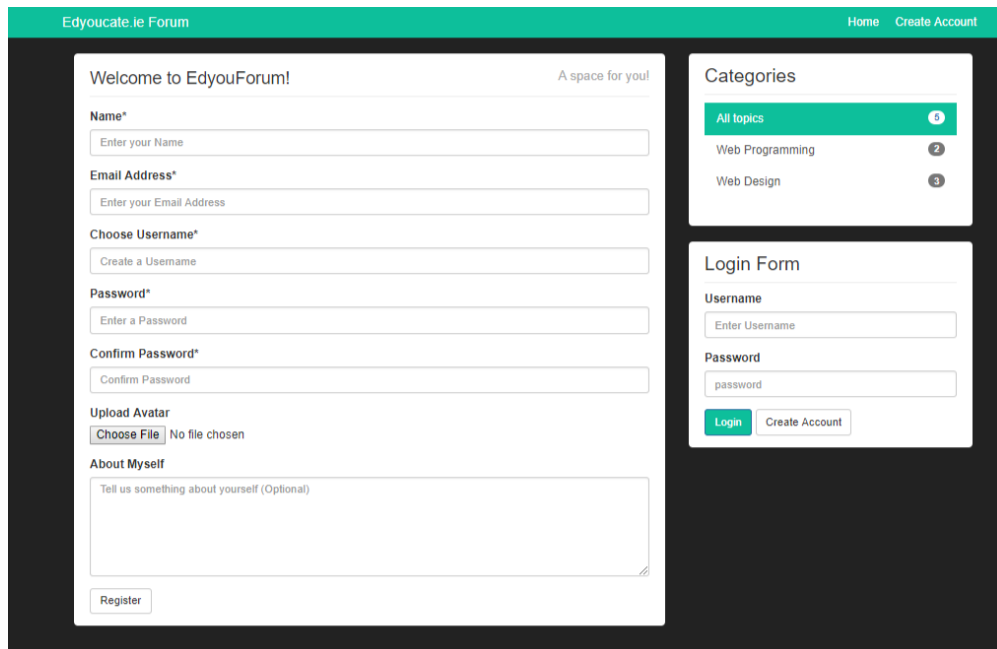 Edyoucate.ie Forum Home Create Account
Welcome to EdyouForum! A space for you!
Name*
Enter your Name
Email Address*
Enter your Email Address
Choose Username*
Create a Username
Password*
Enter a Password
Confirm Password*
Confirm Password
Upload Avatar
Choose File No file chosen
About Myself
Tell us something about yourself (Optional)
Register
Categories
All topics 5
Web Programming 2
Web Design 3
Login Form
Username
Enter Username
Password
password
Login Create Account